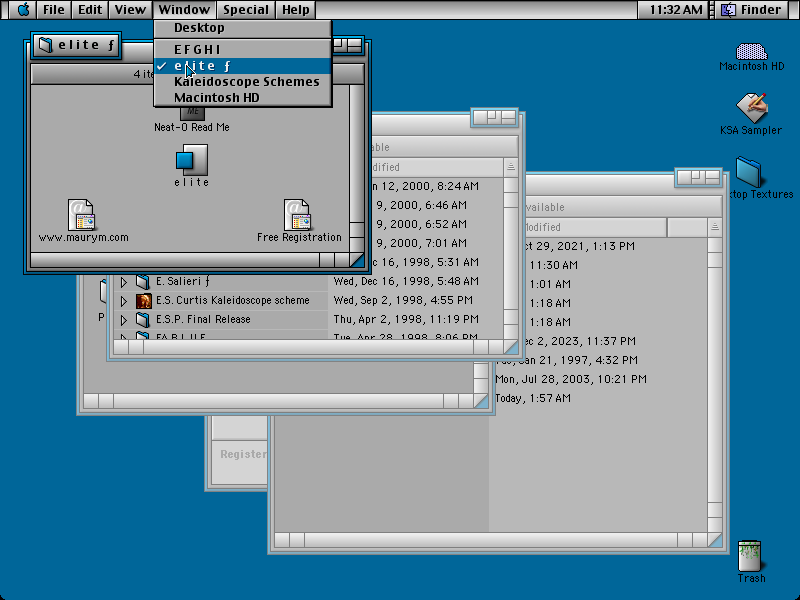 File Edit View Window Special Help 11:32 AM Finder
Desktop
E F G H I
✓ elite ƒ
Kaleidoscope Schemes
Macintosh HD
elite ƒ
4 ite
Neat-O Read Me
elite
www.maurym.com
Free Registration
Macintosh HD
KSA Sampler
top Textures
Trash
able
dified
n 12, 2000, 8:24 AM
9, 2000, 6:46 AM
9, 2000, 6:52 AM
9, 2000, 7:01 AM
c 16, 1998, 5:31 AM
E. Salieri ƒ Wed, Dec 16, 1998, 5:48 AM
E.S. Curtis Kaleidoscope scheme Wed, Sep 2, 1998, 4:55 PM
E.S.P. Final Release Thu, Apr 2, 1998, 11:19 PM
Tue, Apr 28, 1998, 8:06 PM
P
vailable
odified
ct 29, 2021, 1:13 PM
11:30 AM
1:01 AM
1:18 AM
1:18 AM
ec 2, 2023, 11:37 PM
Tue, Jan 21, 1997, 4:32 PM
Mon, Jul 28, 2003, 10:21 PM
Today, 1:57 AM
Register